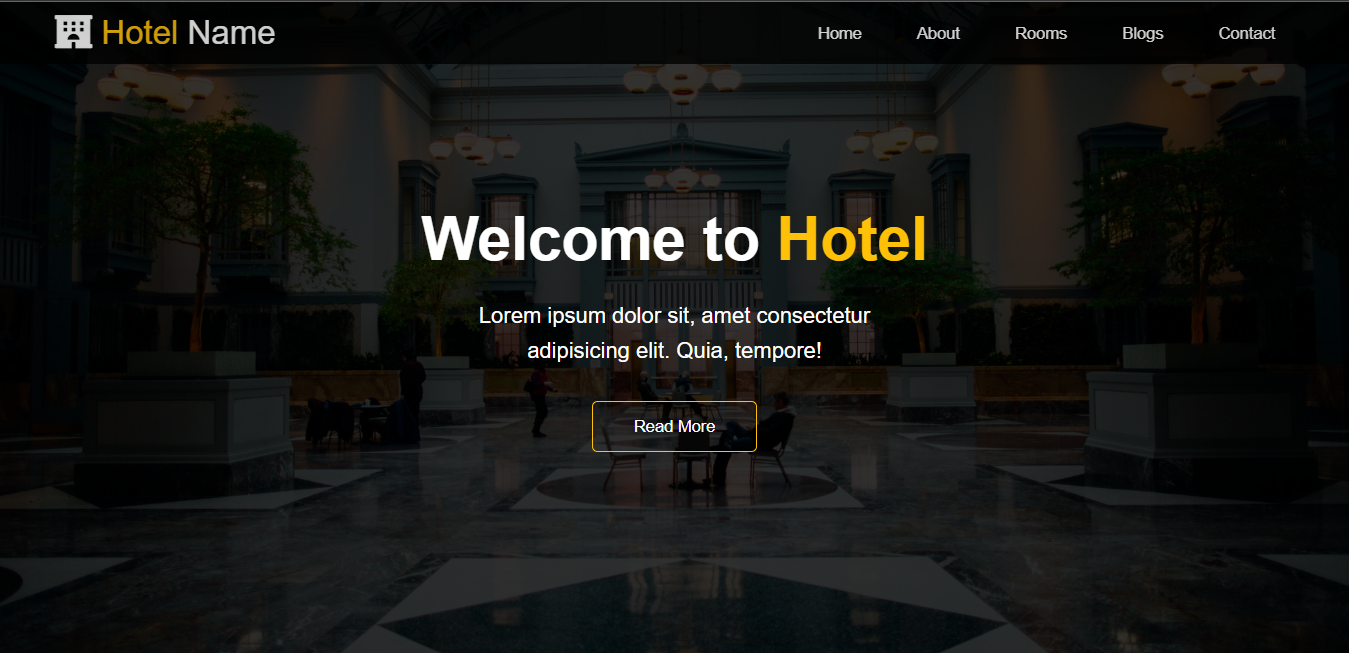 Hotel Name
Home About Rooms Blogs Contact
Welcome to Hotel
Lorem ipsum dolor sit, amet consectetur
adipisicing elit. Quia, tempore!
Read More